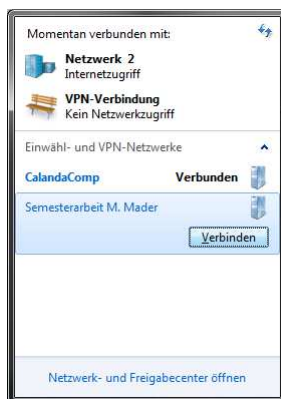 Momentan verbunden mit:
Netzwerk 2
Internetzugriff
VPN-Verbindung
Kein Netzwerkzugriff
Einwähl- und VPN-Netzwerke
CalandaComp Verbunden
Semesterarbeit M. Mader
Verbinden
Netzwerk- und Freigabecenter öffnen